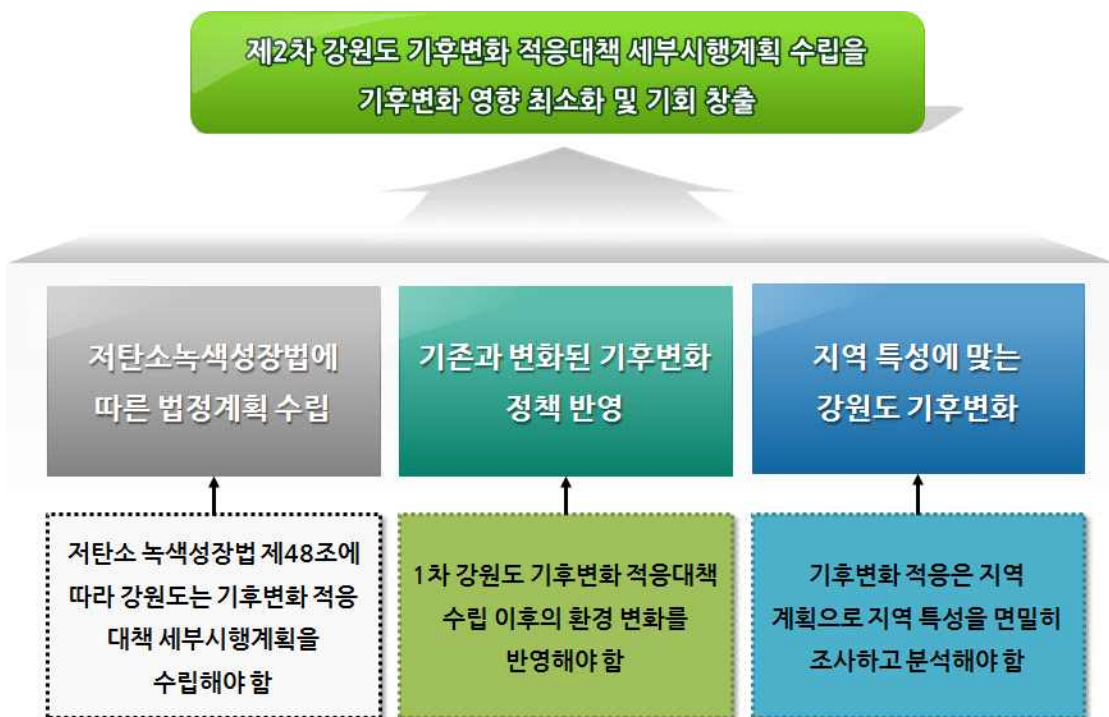 제2차 강원도 기후변화 적응대책 세부시행계획 수립을
기후변화 영향 최소화 및 기회 창출
저탄소녹색성장법에
따른 법정계획 수립
기존과 변화된 기후변화
정책 반영
지역 특성에 맞는
강원도 기후변화
저탄소 녹색성장법 제48조에
따라 강원도는 기후변화 적응
대책 세부시행계획을
수립해야 함
1차 강원도 기후변화 적응대책
수립 이후의 환경 변화를
반영해야 함
기후변화 적응은 지역
계획으로 지역 특성을 면밀히
조사하고 분석해야 함